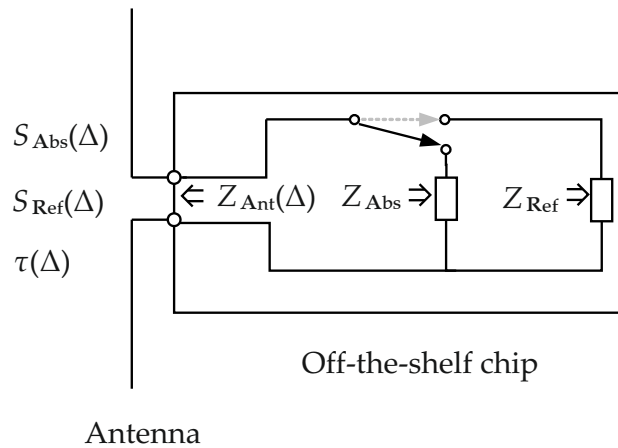 S_Abs(Δ)
S_Ref(Δ)
τ(Δ)
Z_Ant(Δ)
Z_Abs
Z_Ref
Off-the-shelf chip
Antenna